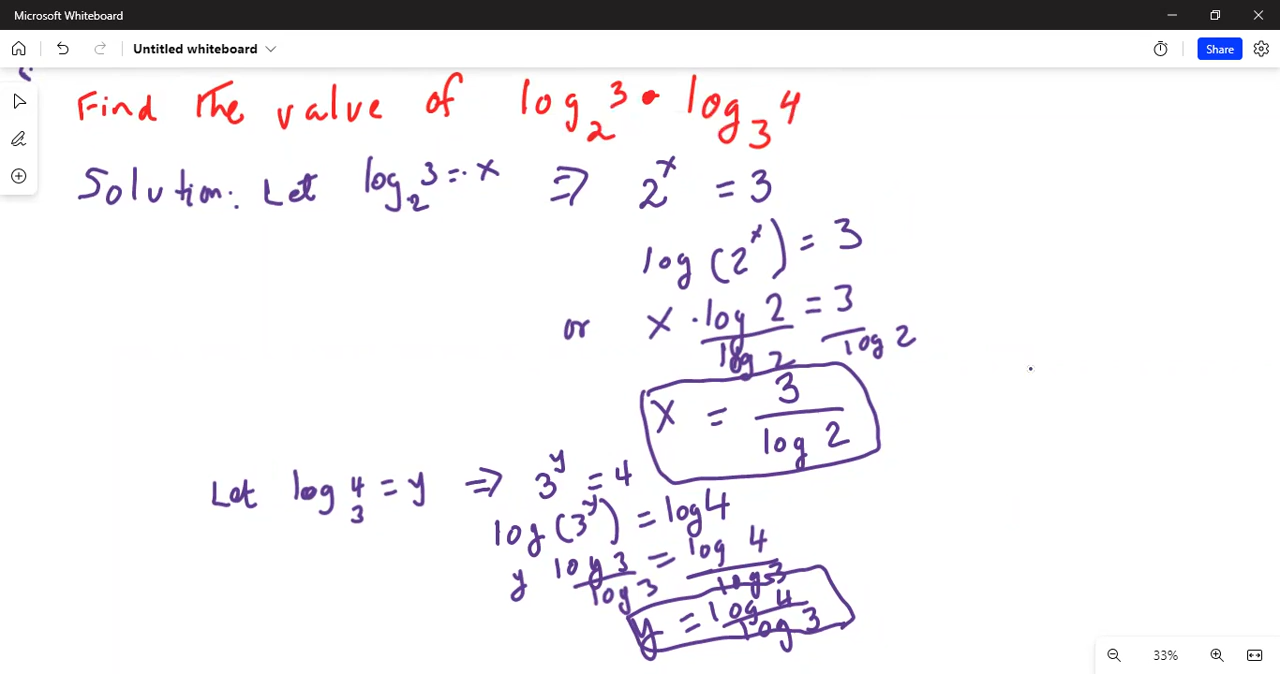 Microsoft Whiteboard
Untitled whiteboard
Share
Find the value of log₂3 • log₃4
Solution: Let log₂3 = x ⇒ 2ˣ = 3
log (2ˣ) = 3
or x · log 2 / log 2 = 3 / log 2
x = 3 / log 2
Let log₃4 = y ⇒ 3ʸ = 4
log (3ʸ) = log 4
y log 3 / log 3 = log 4 / log 3
y = log 4 / log 3
33%